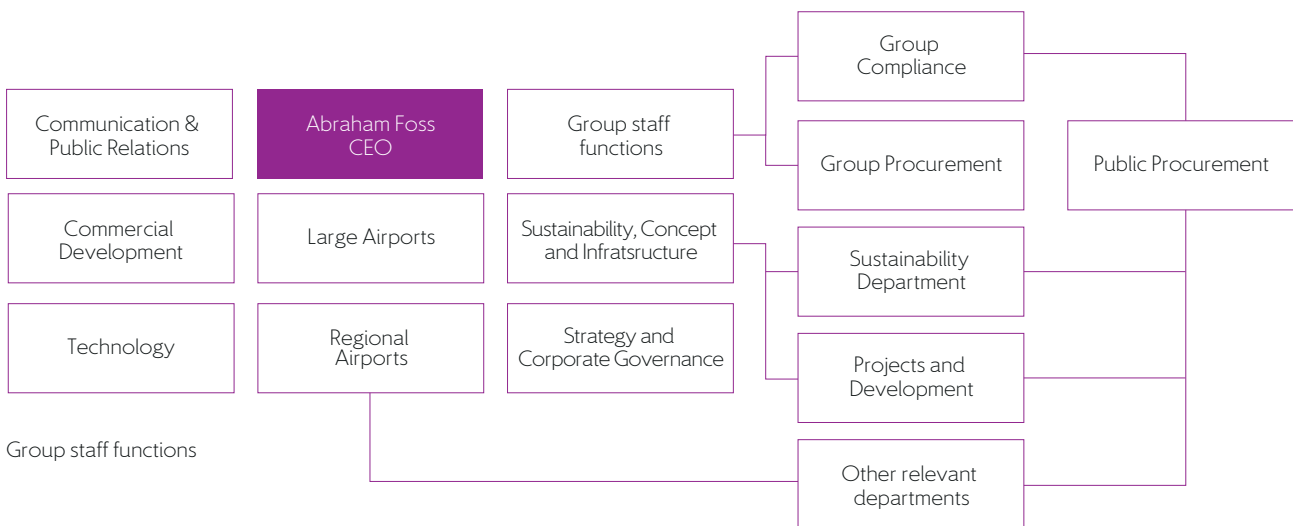 Group
Compliance
Communication &
Public Relations
Abraham Foss
CEO
Group staff
functions
Group Procurement
Public Procurement
Commercial
Development
Large Airports
Sustainability, Concept
and Infratsructure
Sustainability
Department
Technology
Regional
Airports
Strategy and
Corporate Governance
Projects and
Development
Group staff functions
Other relevant
departments